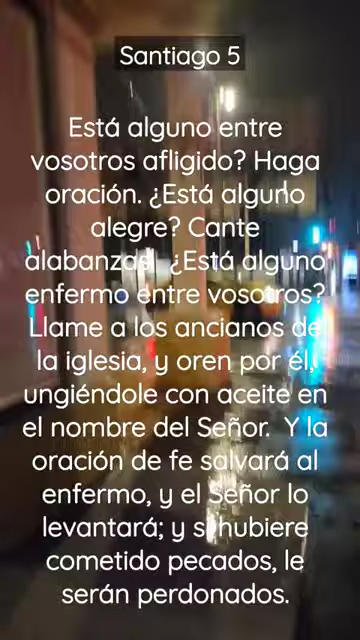 Santiago 5
Está alguno entre
vosotros afligido? Haga
oración. ¿Está alguno
alegre? Cante
alabanzas. ¿Está alguno
enfermo entre vosotros?
Llame a los ancianos de
la iglesia, y oren por él,
ungiéndole con aceite en
el nombre del Señor. Y la
oración de fe salvará al
enfermo, y el Señor lo
levantará; y si hubiere
cometido pecados, le
serán perdonados.